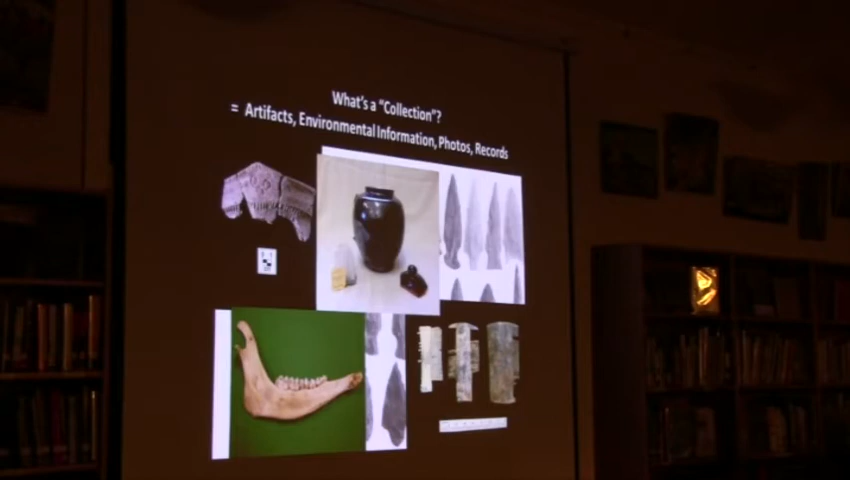 What's a "Collection"?
= Artifacts, Environmental Information, Photos, Records